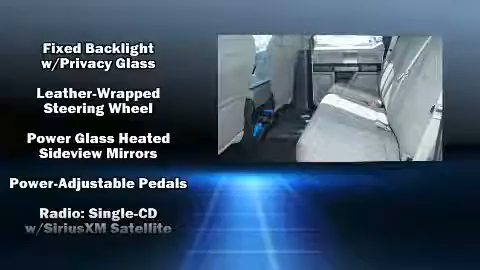 Fixed Backlight
w/Privacy Glass
Leather-Wrapped
Steering Wheel
Power Glass Heated
Sideview Mirrors
Power-Adjustable Pedals
Radio: Single-CD
w/SiriusXM Satellite